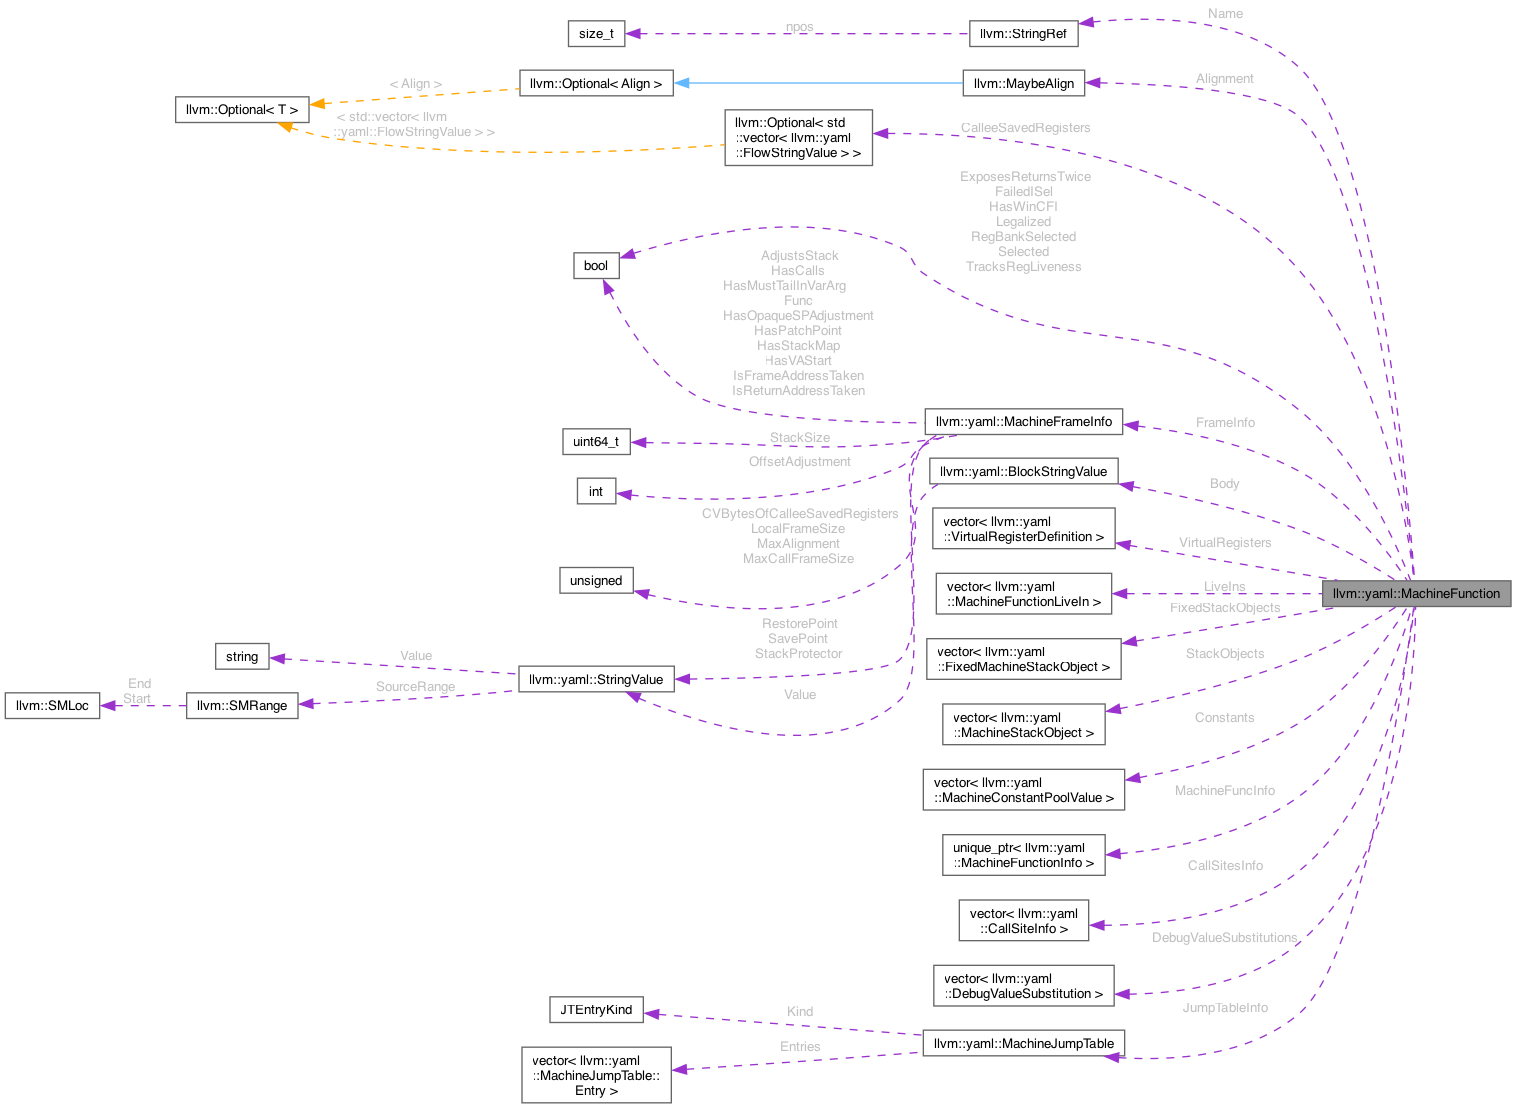 Name
size_t
npos
llvm::StringRef
< Align >
llvm::Optional< Align >
llvm::MaybeAlign
Alignment
llvm::Optional< T >
< std::vector< llvm
::yaml::FlowStringValue > >
llvm::Optional< std
::vector< llvm::yaml
::FlowStringValue > >
CalleeSavedRegisters
ExposesReturnsTwice
FailedISel
HasWinCFI
Legalized
RegBankSelected
Selected
TracksRegLiveness
bool
AdjustsStack
HasCalls
HasMustTailInVarArg
Func
HasOpaqueSPAdjustment
HasPatchPoint
HasStackMap
HasVAStart
IsFrameAddressTaken
IsReturnAddressTaken
llvm::yaml::MachineFrameInfo
FrameInfo
uint64_t
StackSize
OffsetAdjustment
int
llvm::yaml::BlockStringValue
Body
CVBytesOfCalleeSavedRegisters
LocalFrameSize
MaxAlignment
MaxCallFrameSize
vector< llvm::yaml
::VirtualRegisterDefinition >
VirtualRegisters
unsigned
vector< llvm::yaml
::MachineFunctionLiveIn >
LiveIns
llvm::yaml::MachineFunction
FixedStackObjects
RestorePoint
SavePoint
StackProtector
vector< llvm::yaml
::FixedMachineStackObject >
StackObjects
string
Value
llvm::yaml::StringValue
SourceRange
Value
End
Start
llvm::SMLoc
llvm::SMRange
vector< llvm::yaml
::MachineStackObject >
Constants
vector< llvm::yaml
::MachineConstantPoolValue >
MachineFuncInfo
unique_ptr< llvm::yaml
::MachineFunctionInfo >
CallSitesInfo
vector< llvm::yaml
::CallSiteInfo >
DebugValueSubstitutions
vector< llvm::yaml
::DebugValueSubstitution >
JumpTableInfo
JTEntryKind
Kind
llvm::yaml::MachineJumpTable
Entries
vector< llvm::yaml
::MachineJumpTable::
Entry >